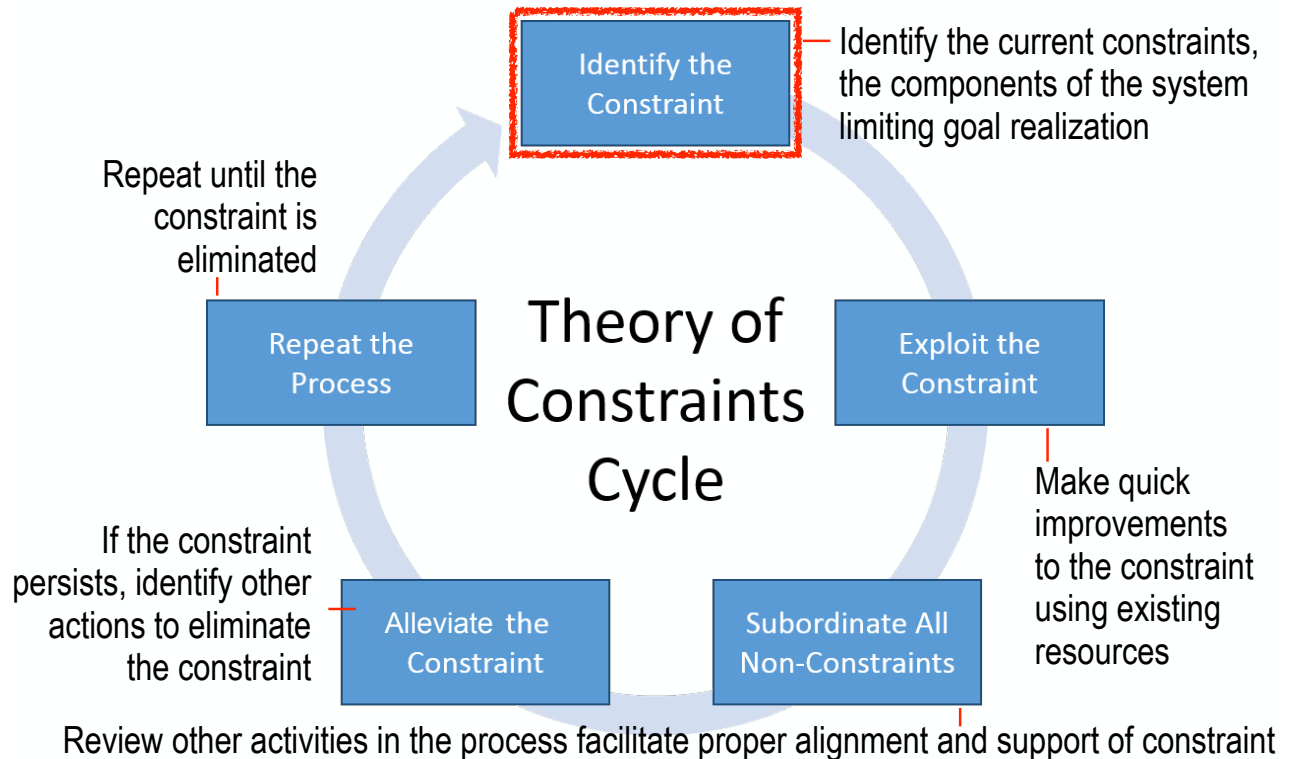 Identify the
Constraint
Identify the current constraints,
the components of the system
limiting goal realization
Exploit the
Constraint
Make quick
improvements
to the constraint
using existing
resources
Subordinate All
Non-Constraints
Review other activities in the process facilitate proper alignment and support of constraint
Alleviate the
Constraint
If the constraint
persists, identify other
actions to eliminate
the constraint
Repeat the
Process
Repeat until the
constraint is
eliminated
Theory of
Constraints
Cycle